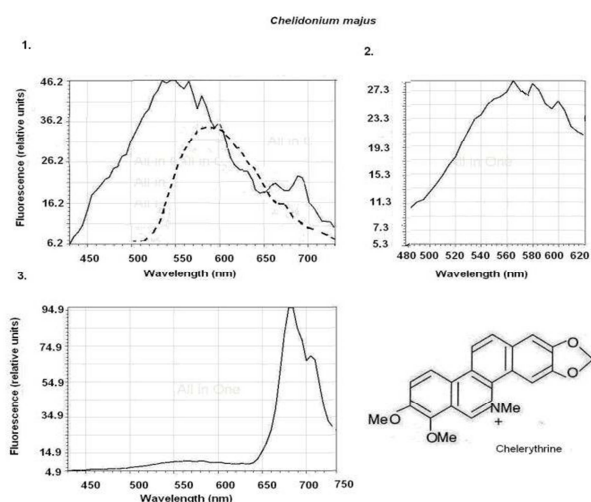 Chelidonium majus
1.
2.
46.2
36.2
26.2
16.2
6.2
Fluorescence (relative units)
450 500 550 600 650 700
Wavelength (nm)
27.3
23.3
19.3
15.3
11.3
7.3
5.3
480 500 520 540 560 580 600 620
Wavelength (nm)
All in One
3.
94.9
74.9
54.9
34.9
14.9
4.9
Fluorescence (relative units)
450 500 550 600 650 700 750
Wavelength (nm)
All in One
O
O
NMe
+
MeO
OMe
Chelerythrine